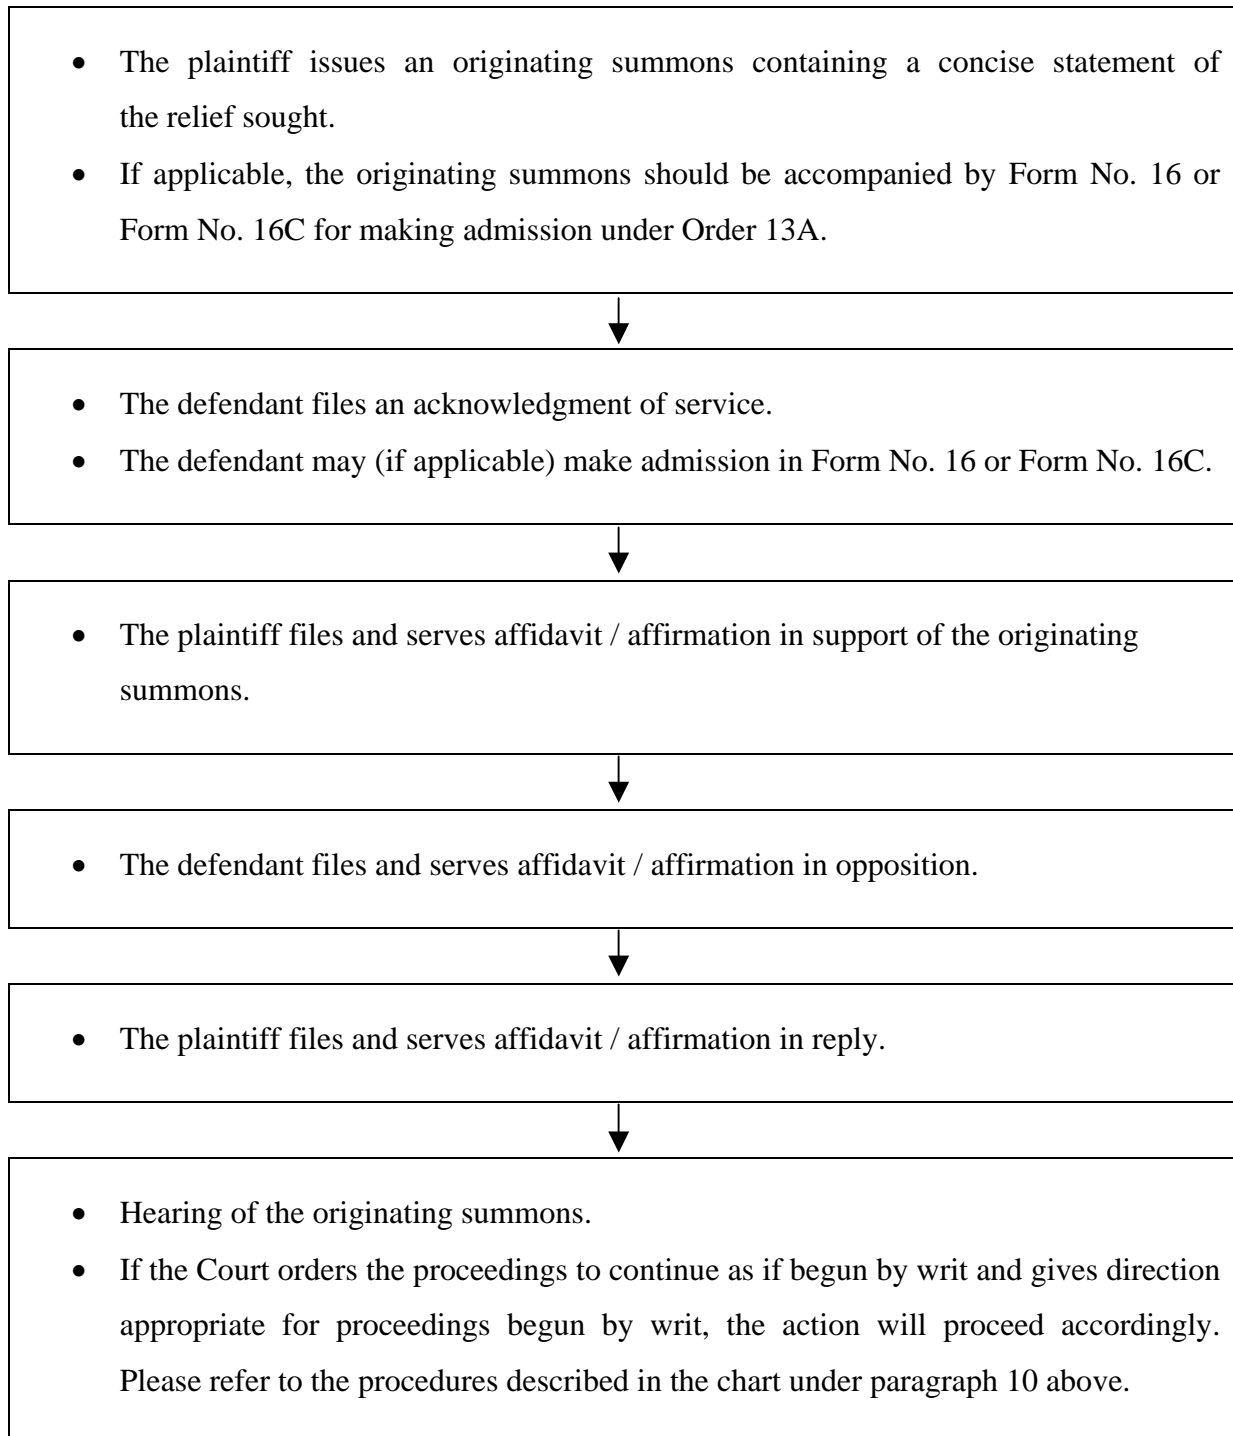 • The plaintiff issues an originating summons containing a concise statement of
the relief sought.
• If applicable, the originating summons should be accompanied by Form No. 16 or
Form No. 16C for making admission under Order 13A.
• The defendant files an acknowledgment of service.
• The defendant may (if applicable) make admission in Form No. 16 or Form No. 16C.
• The plaintiff files and serves affidavit / affirmation in support of the originating
summons.
• The defendant files and serves affidavit / affirmation in opposition.
• The plaintiff files and serves affidavit / affirmation in reply.
• Hearing of the originating summons.
• If the Court orders the proceedings to continue as if begun by writ and gives direction
appropriate for proceedings begun by writ, the action will proceed accordingly.
Please refer to the procedures described in the chart under paragraph 10 above.